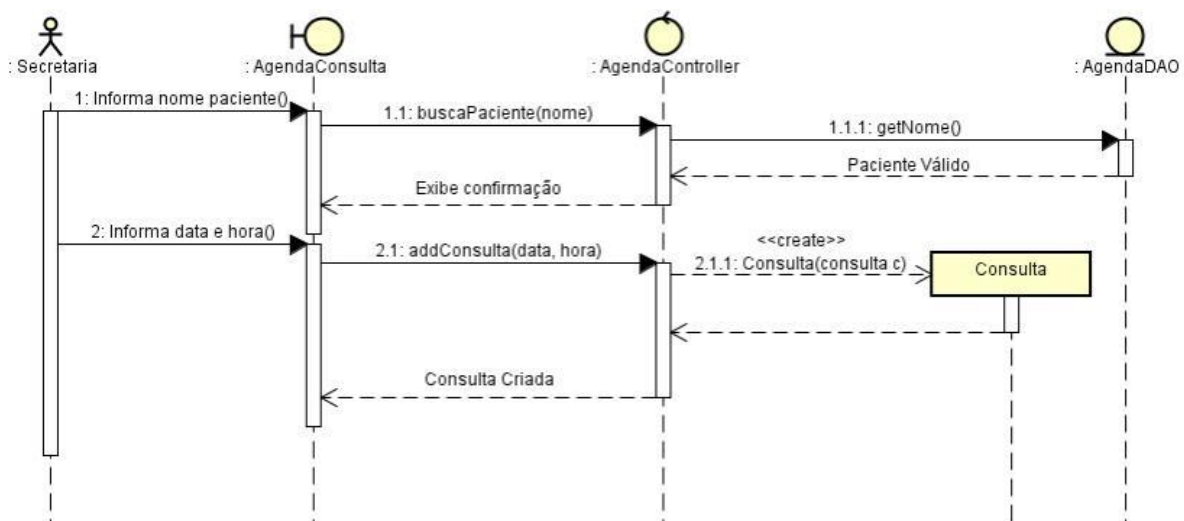 : Secretaria
: AgendaConsulta
: AgendaController
: AgendaDAO
1: Informa nome paciente()
1.1: buscaPaciente(nome)
1.1.1: getNome()
Paciente Válido
Exibe confirmação
2: Informa data e hora()
2.1: addConsulta(data, hora)
<<create>>
2.1.1: Consulta(consulta c)
Consulta
Consulta Criada